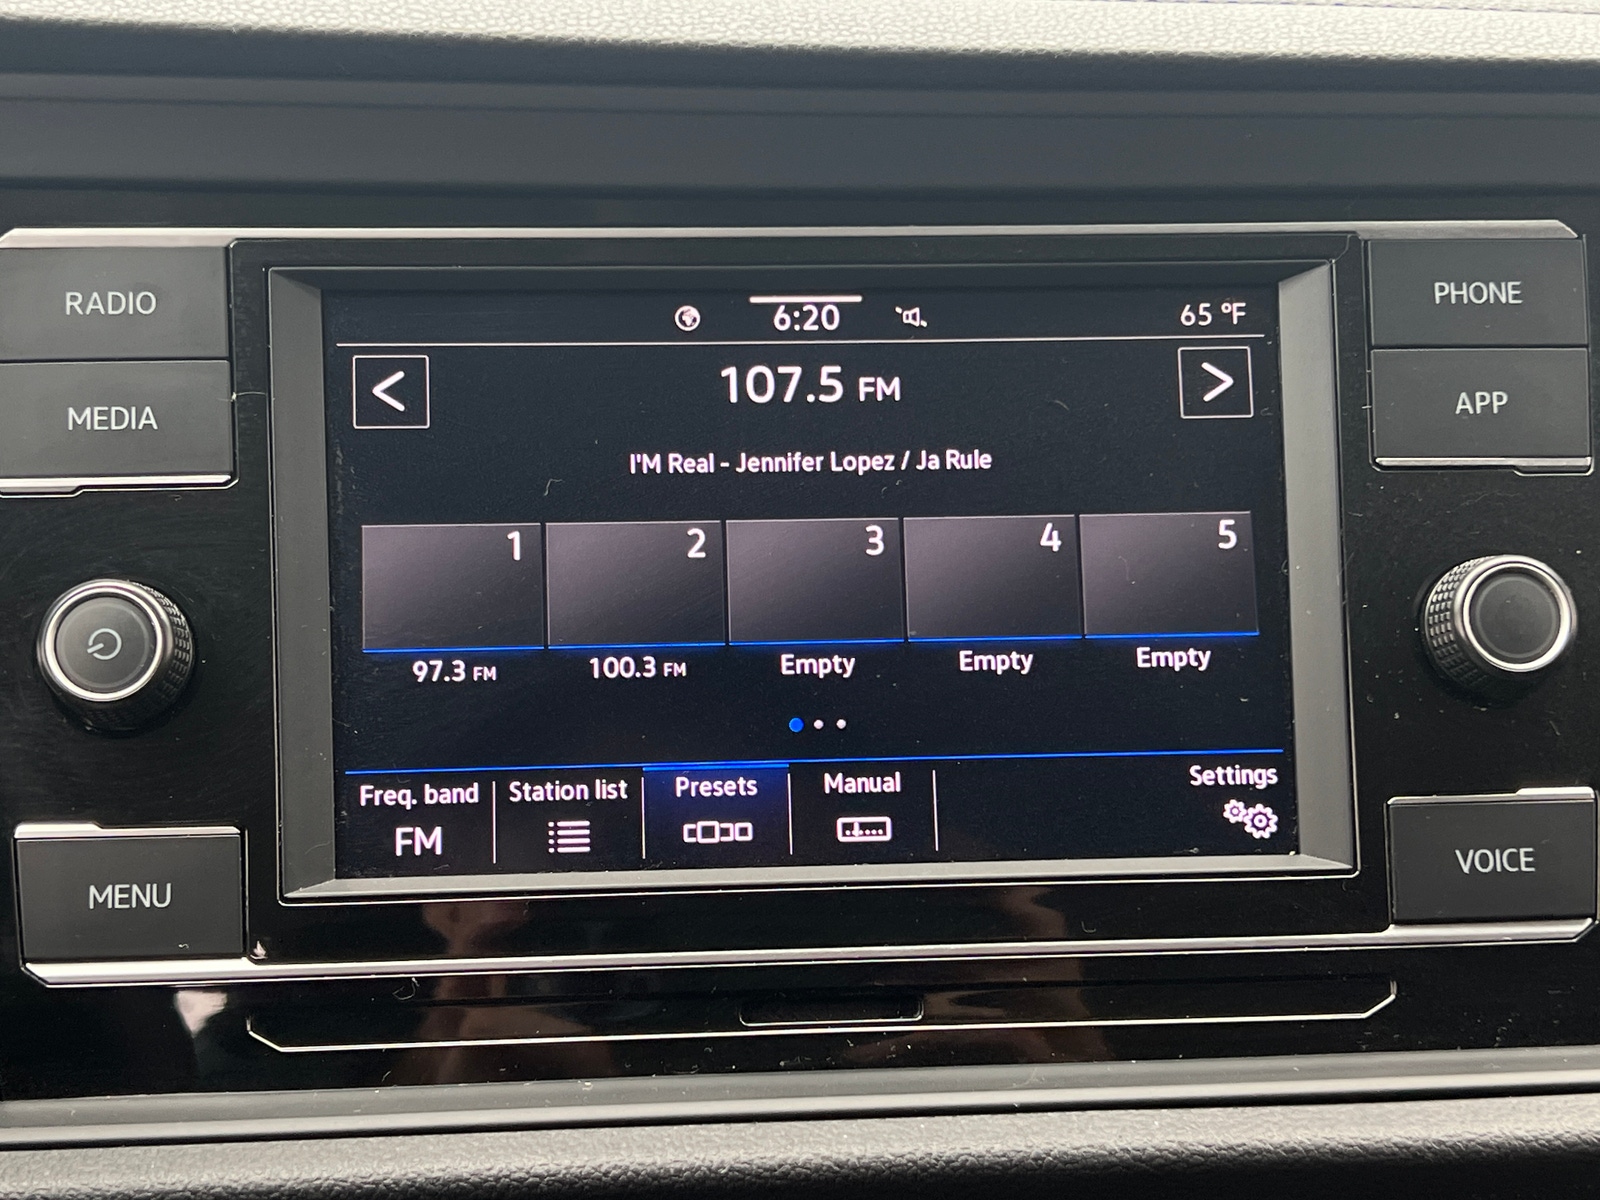 RADIO
MEDIA
MENU
6:20
65 °F
<
107.5 FM
>
I'M Real - Jennifer Lopez / Ja Rule
1
2
3
4
5
97.3 FM
100.3 FM
Empty
Empty
Empty
Freq. band
FM
Station list
Presets
Manual
Settings
PHONE
APP
VOICE